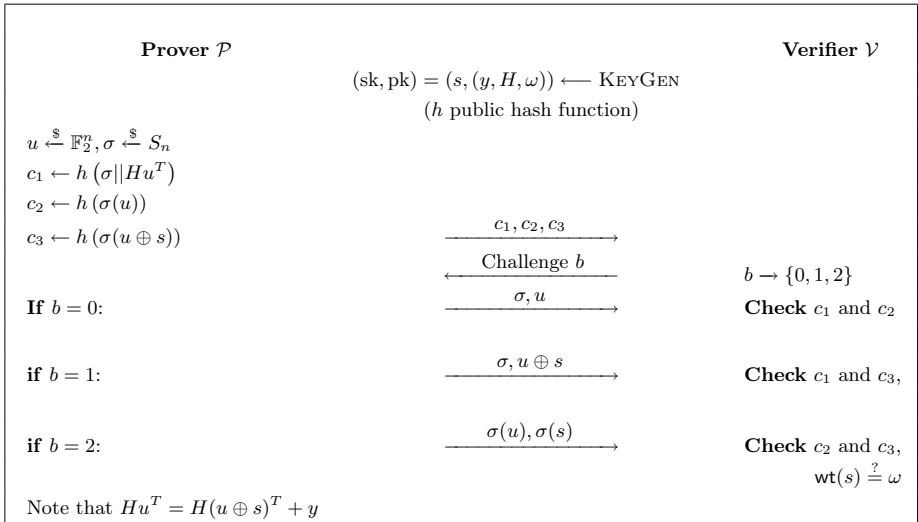 Prover 𝒫 Verifier 𝒱
(sk, pk) = (s, (y, H, ω)) ⟵ KEYGEN
(h public hash function)
u ←$ 𝔽₂ⁿ, σ ←$ Sₙ
c₁ ← h (σ||Huᵀ)
c₂ ← h (σ(u))
c₃ ← h (σ(u ⊕ s)) c₁, c₂, c₃
Challenge b b → {0, 1, 2}
If b = 0: σ, u Check c₁ and c₂
if b = 1: σ, u ⊕ s Check c₁ and c₃,
if b = 2: σ(u), σ(s) Check c₂ and c₃,
wt(s) ≟ ω
Note that Huᵀ = H(u ⊕ s)ᵀ + y